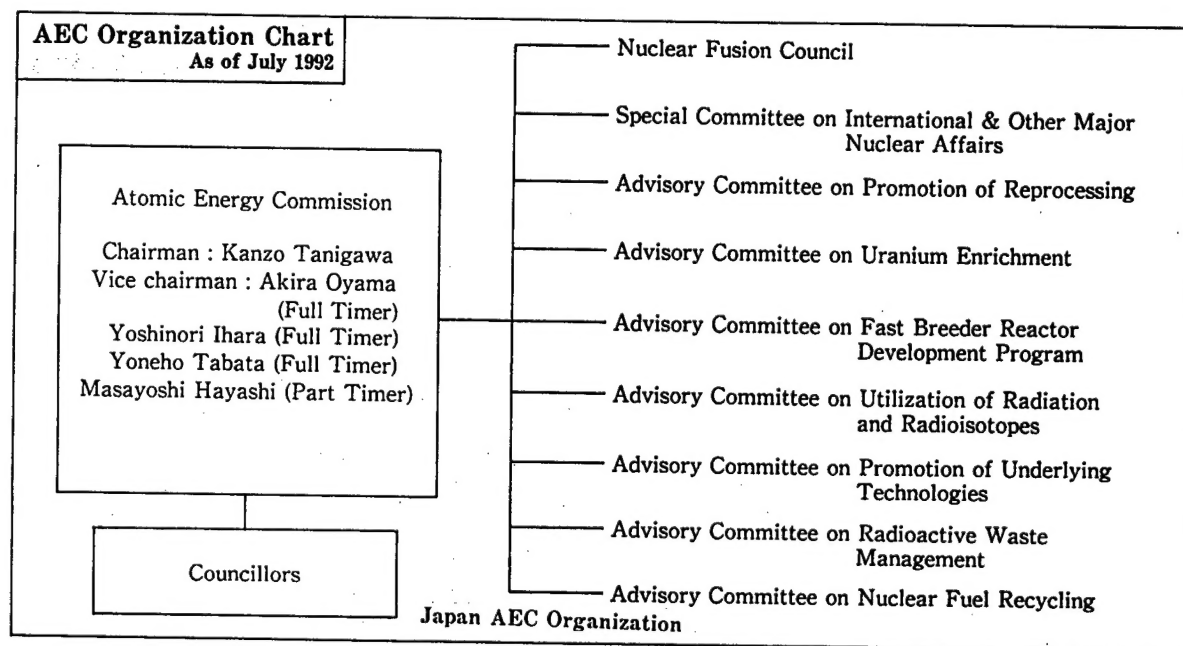 AEC Organization Chart
As of July 1992
Atomic Energy Commission
Chairman : Kanzo Tanigawa
Vice chairman : Akira Oyama
(Full Timer)
Yoshinori Ihara (Full Timer)
Yoneho Tabata (Full Timer)
Masayoshi Hayashi (Part Timer)
Councillors
Nuclear Fusion Council
Special Committee on International & Other Major
Nuclear Affairs
Advisory Committee on Promotion of Reprocessing
Advisory Committee on Uranium Enrichment
Advisory Committee on Fast Breeder Reactor
Development Program
Advisory Committee on Utilization of Radiation
and Radioisotopes
Advisory Committee on Promotion of Underlying
Technologies
Advisory Committee on Radioactive Waste
Management
Advisory Committee on Nuclear Fuel Recycling
Japan AEC Organization